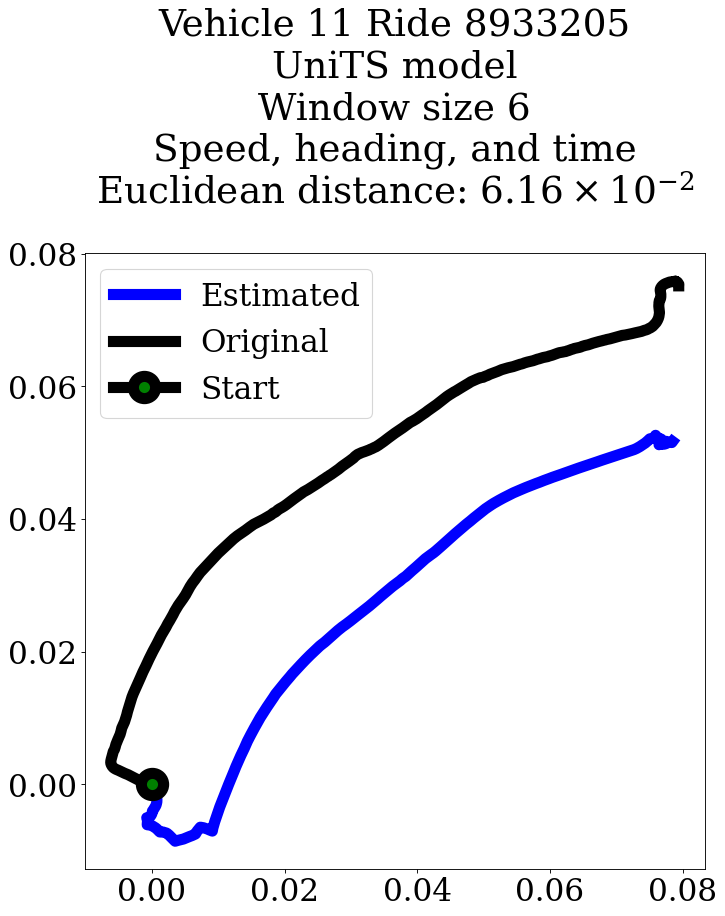 Vehicle 11 Ride 8933205
UniTS model
Window size 6
Speed, heading, and time
Euclidean distance: 6.16 × 10⁻²
0.08
Estimated
Original
Start
0.06
0.04
0.02
0.00
0.00 0.02 0.04 0.06 0.08